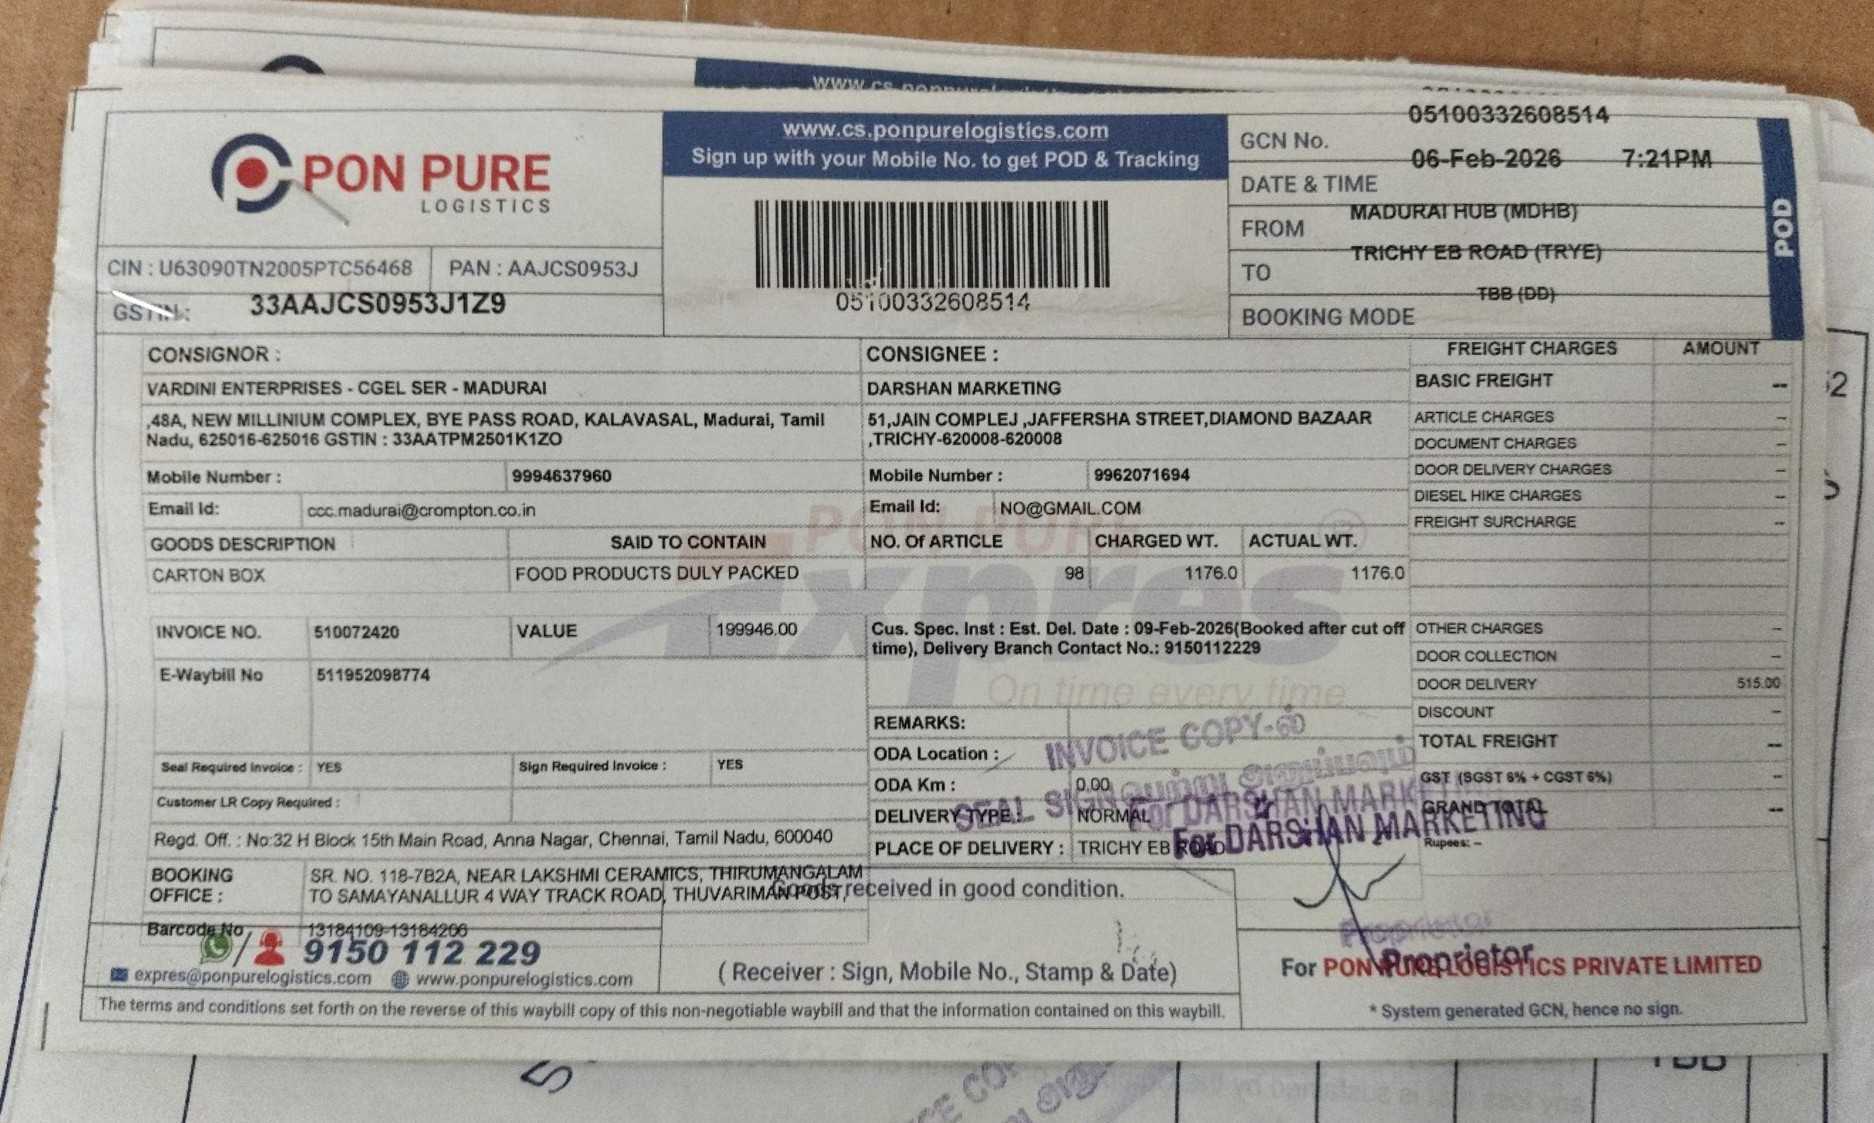 www.cs.ponpurelogistics.com
Sign up with your Mobile No. to get POD & Tracking
PON PURE
LOGISTICS
05100332608514
GCN No. 05100332608514
DATE & TIME 06-Feb-2026 7:21PM
FROM MADURAI HUB (MDHB)
TO TRICHY EB ROAD (TRYE)
BOOKING MODE TBB (DD)
POD
CIN : U63090TN2005PTC56468 PAN : AAJCS0953J
GSTIN : 33AAJCS0953J1Z9
CONSIGNOR :
VARDINI ENTERPRISES - CGEL SER - MADURAI
,48A, NEW MILLINIUM COMPLEX, BYE PASS ROAD, KALAVASAL, Madurai, Tamil
Nadu, 625016-625016 GSTIN : 33AATPM2501K1ZO
Mobile Number : 9994637960
Email Id: ccc.madurai@crompton.co.in
CONSIGNEE :
DARSHAN MARKETING
51,JAIN COMPLEJ ,JAFFERSHA STREET,DIAMOND BAZAAR
,TRICHY-620008-620008
Mobile Number : 9962071694
Email Id: NO@GMAIL.COM
FREIGHT CHARGES AMOUNT
BASIC FREIGHT --
ARTICLE CHARGES --
DOCUMENT CHARGES --
DOOR DELIVERY CHARGES --
DIESEL HIKE CHARGES --
FREIGHT SURCHARGE --
GOODS DESCRIPTION SAID TO CONTAIN NO. Of ARTICLE CHARGED WT. ACTUAL WT.
CARTON BOX FOOD PRODUCTS DULY PACKED 98 1176.0 1176.0
PON PURE
Expres
On time every time
INVOICE NO. 510072420 VALUE 199946.00
E-Waybill No 511952098774
Cus. Spec. Inst : Est. Del. Date : 09-Feb-2026(Booked after cut off
time), Delivery Branch Contact No.: 9150112229
OTHER CHARGES --
DOOR COLLECTION --
DOOR DELIVERY 515.00
DISCOUNT --
TOTAL FREIGHT --
GST (SGST 6% + CGST 6%) --
GRAND TOTAL --
Rupees: --
Seal Required Invoice : YES Sign Required Invoice : YES
Customer LR Copy Required :
REMARKS:
ODA Location :
ODA Km : 0.00
DELIVERY TYPE : NORMAL
PLACE OF DELIVERY : TRICHY EB ROAD
INVOICE COPY-ல்
SEAL SIGN பெற்று அனுப்பவும்
For DARSHAN MARKETING
For DARSHAN MARKETING
Proprietor
Proprietor
Regd. Off. : No:32 H Block 15th Main Road, Anna Nagar, Chennai, Tamil Nadu, 600040
BOOKING OFFICE : SR. NO. 118-7B2A, NEAR LAKSHMI CERAMICS, THIRUMANGALAM
TO SAMAYANALLUR 4 WAY TRACK ROAD, THUVARIMAN POST,
Barcode No 13184109-13184206
Goods received in good condition.
9150 112 229
expres@ponpurelogistics.com www.ponpurelogistics.com
( Receiver : Sign, Mobile No., Stamp & Date)
For PON PURE LOGISTICS PRIVATE LIMITED
* System generated GCN, hence no sign.
The terms and conditions set forth on the reverse of this waybill copy of this non-negotiable waybill and that the information contained on this waybill.